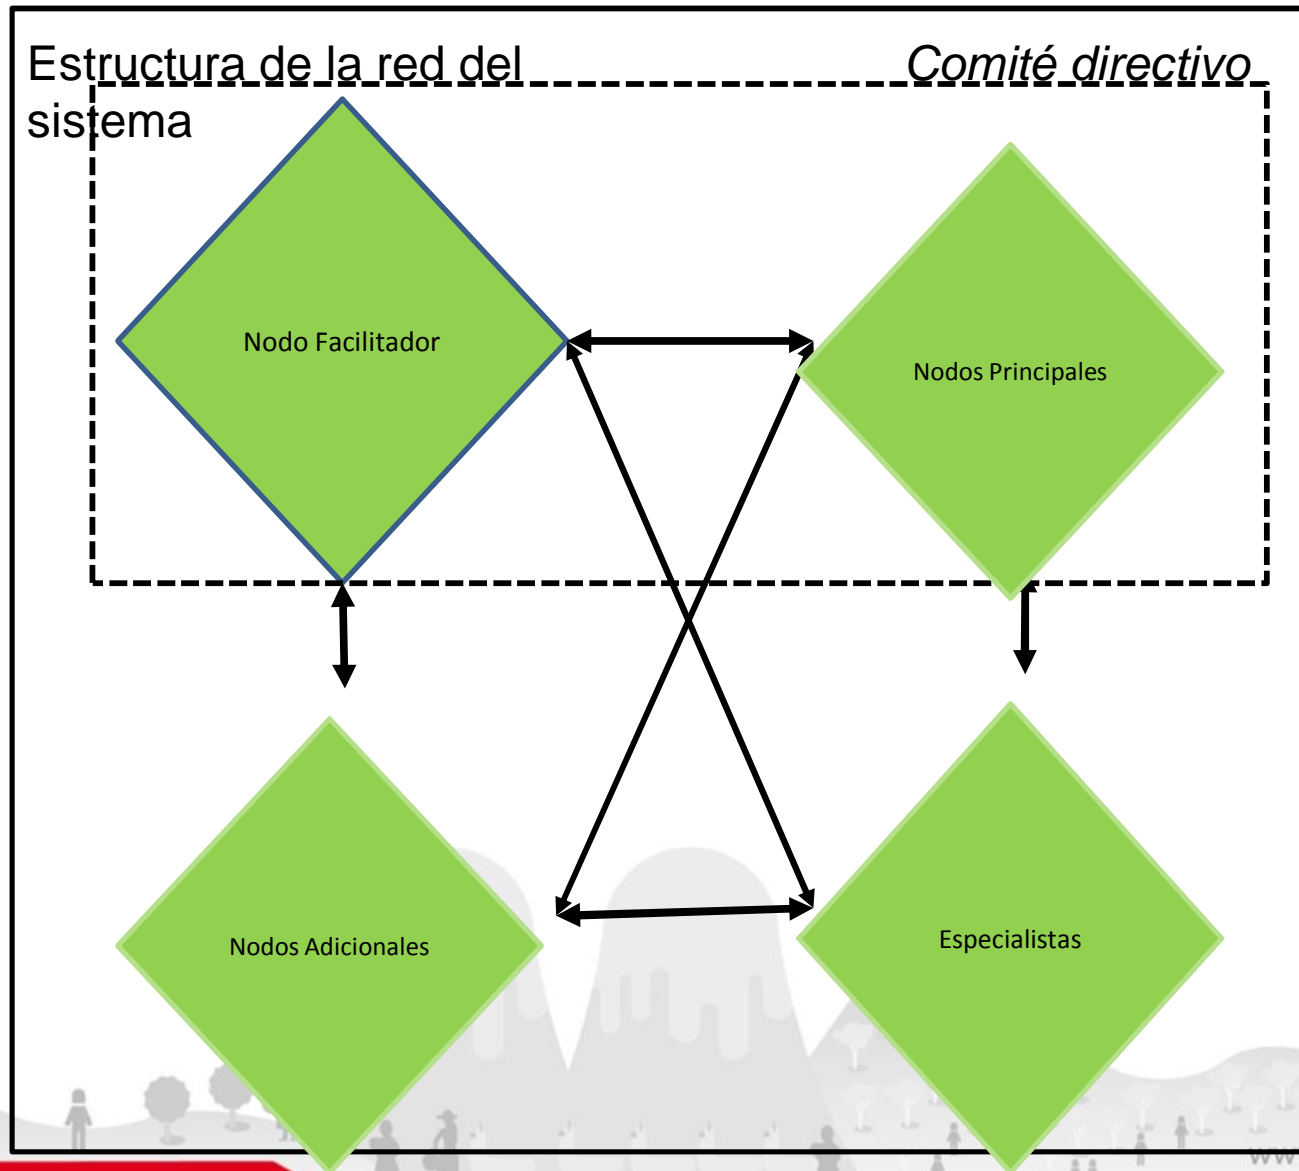 Estructura de la red del
sistema
Comité directivo
Nodo Facilitador
Nodos Principales
Nodos Adicionales
Especialistas